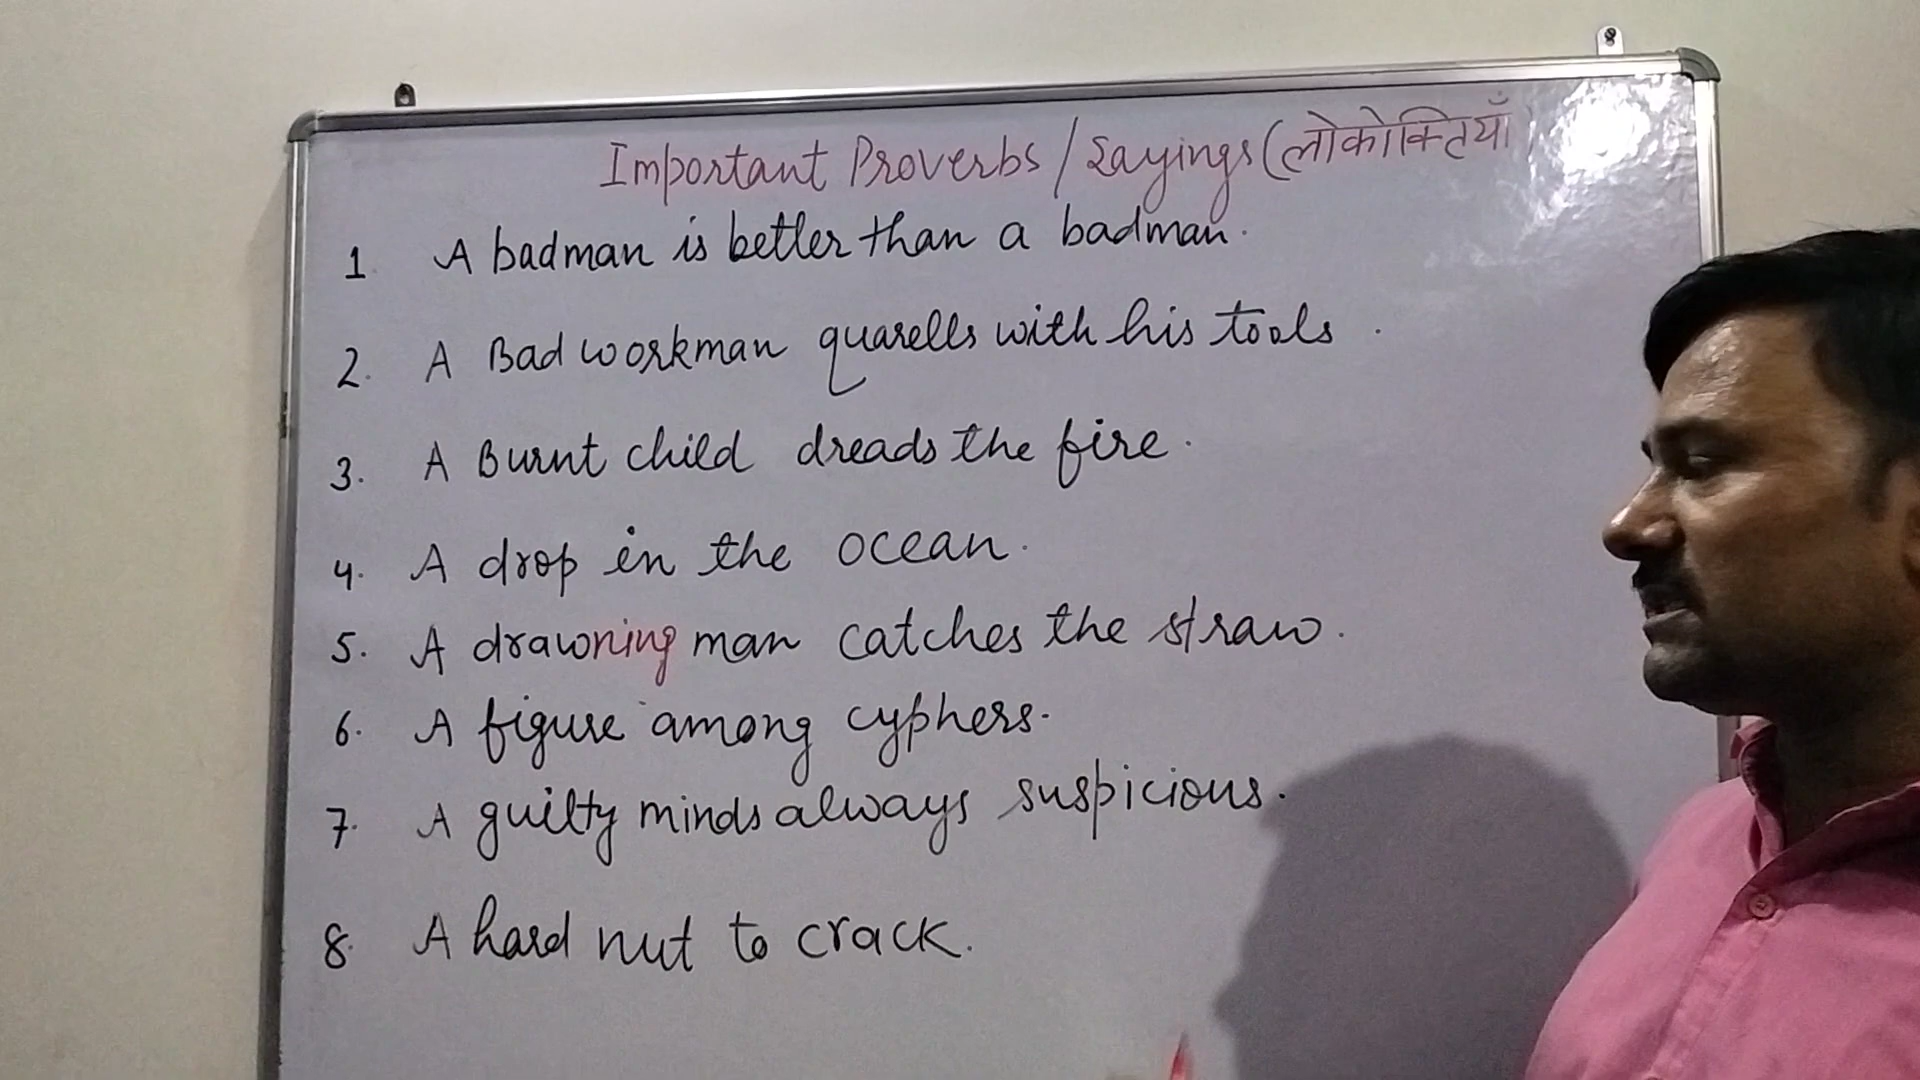 Important Proverbs / Sayings (लोकोक्तियाँ)
1. A badman is better than a badman.
2. A Bad workman quarells with his tools.
3. A Burnt child dreads the fire.
4. A drop in the ocean.
5. A drawning man catches the straw.
6. A figure among cyphers.
7. A guilty minds always suspicious.
8. A hard nut to crack.